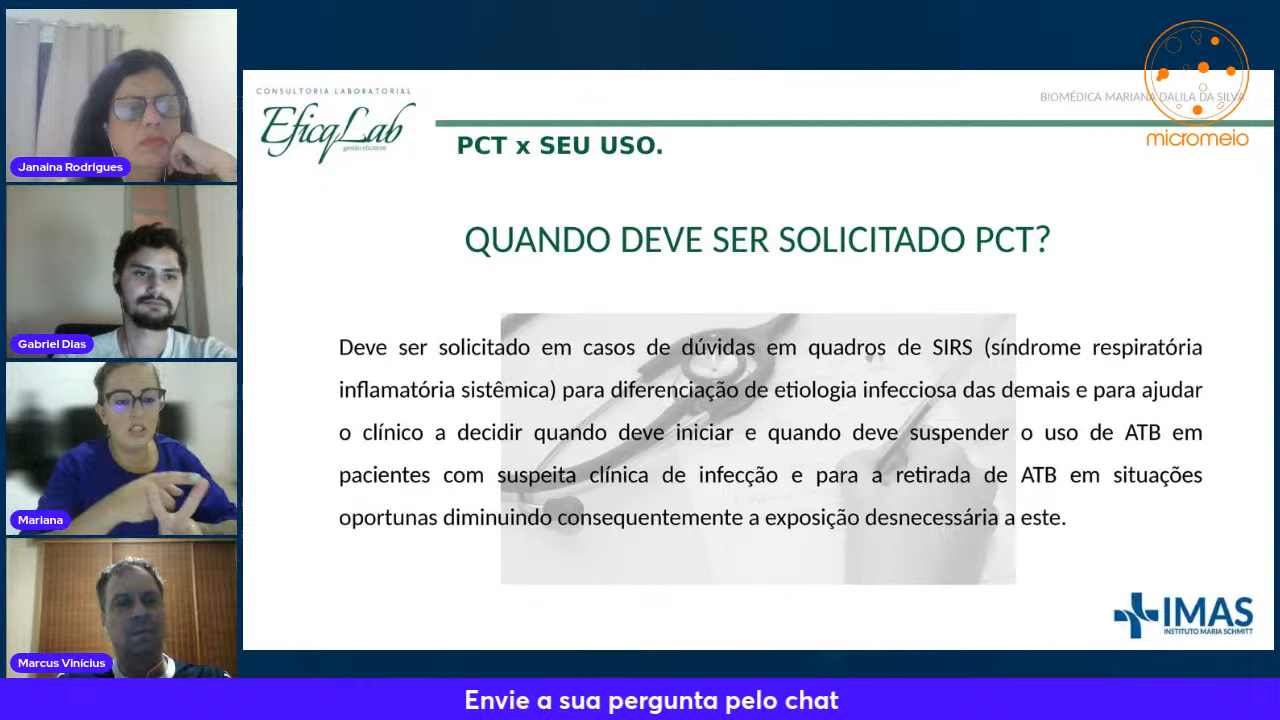 Janaina Rodrigues
Gabriel Dias
Mariana
Marcus Vinícius
CONSULTORIA LABORATORIAL
EficqLab
gestão eficiente
BIOMÉDICA MARIANA DALILA DA SILVA
micromeio
PCT x SEU USO.
QUANDO DEVE SER SOLICITADO PCT?
Deve ser solicitado em casos de dúvidas em quadros de SIRS (síndrome respiratória
inflamatória sistêmica) para diferenciação de etiologia infecciosa das demais e para ajudar
o clínico a decidir quando deve iniciar e quando deve suspender o uso de ATB em
pacientes com suspeita clínica de infecção e para a retirada de ATB em situações
oportunas diminuindo consequentemente a exposição desnecessária a este.
IMAS
INSTITUTO MARIA SCHMITT
Envie a sua pergunta pelo chat